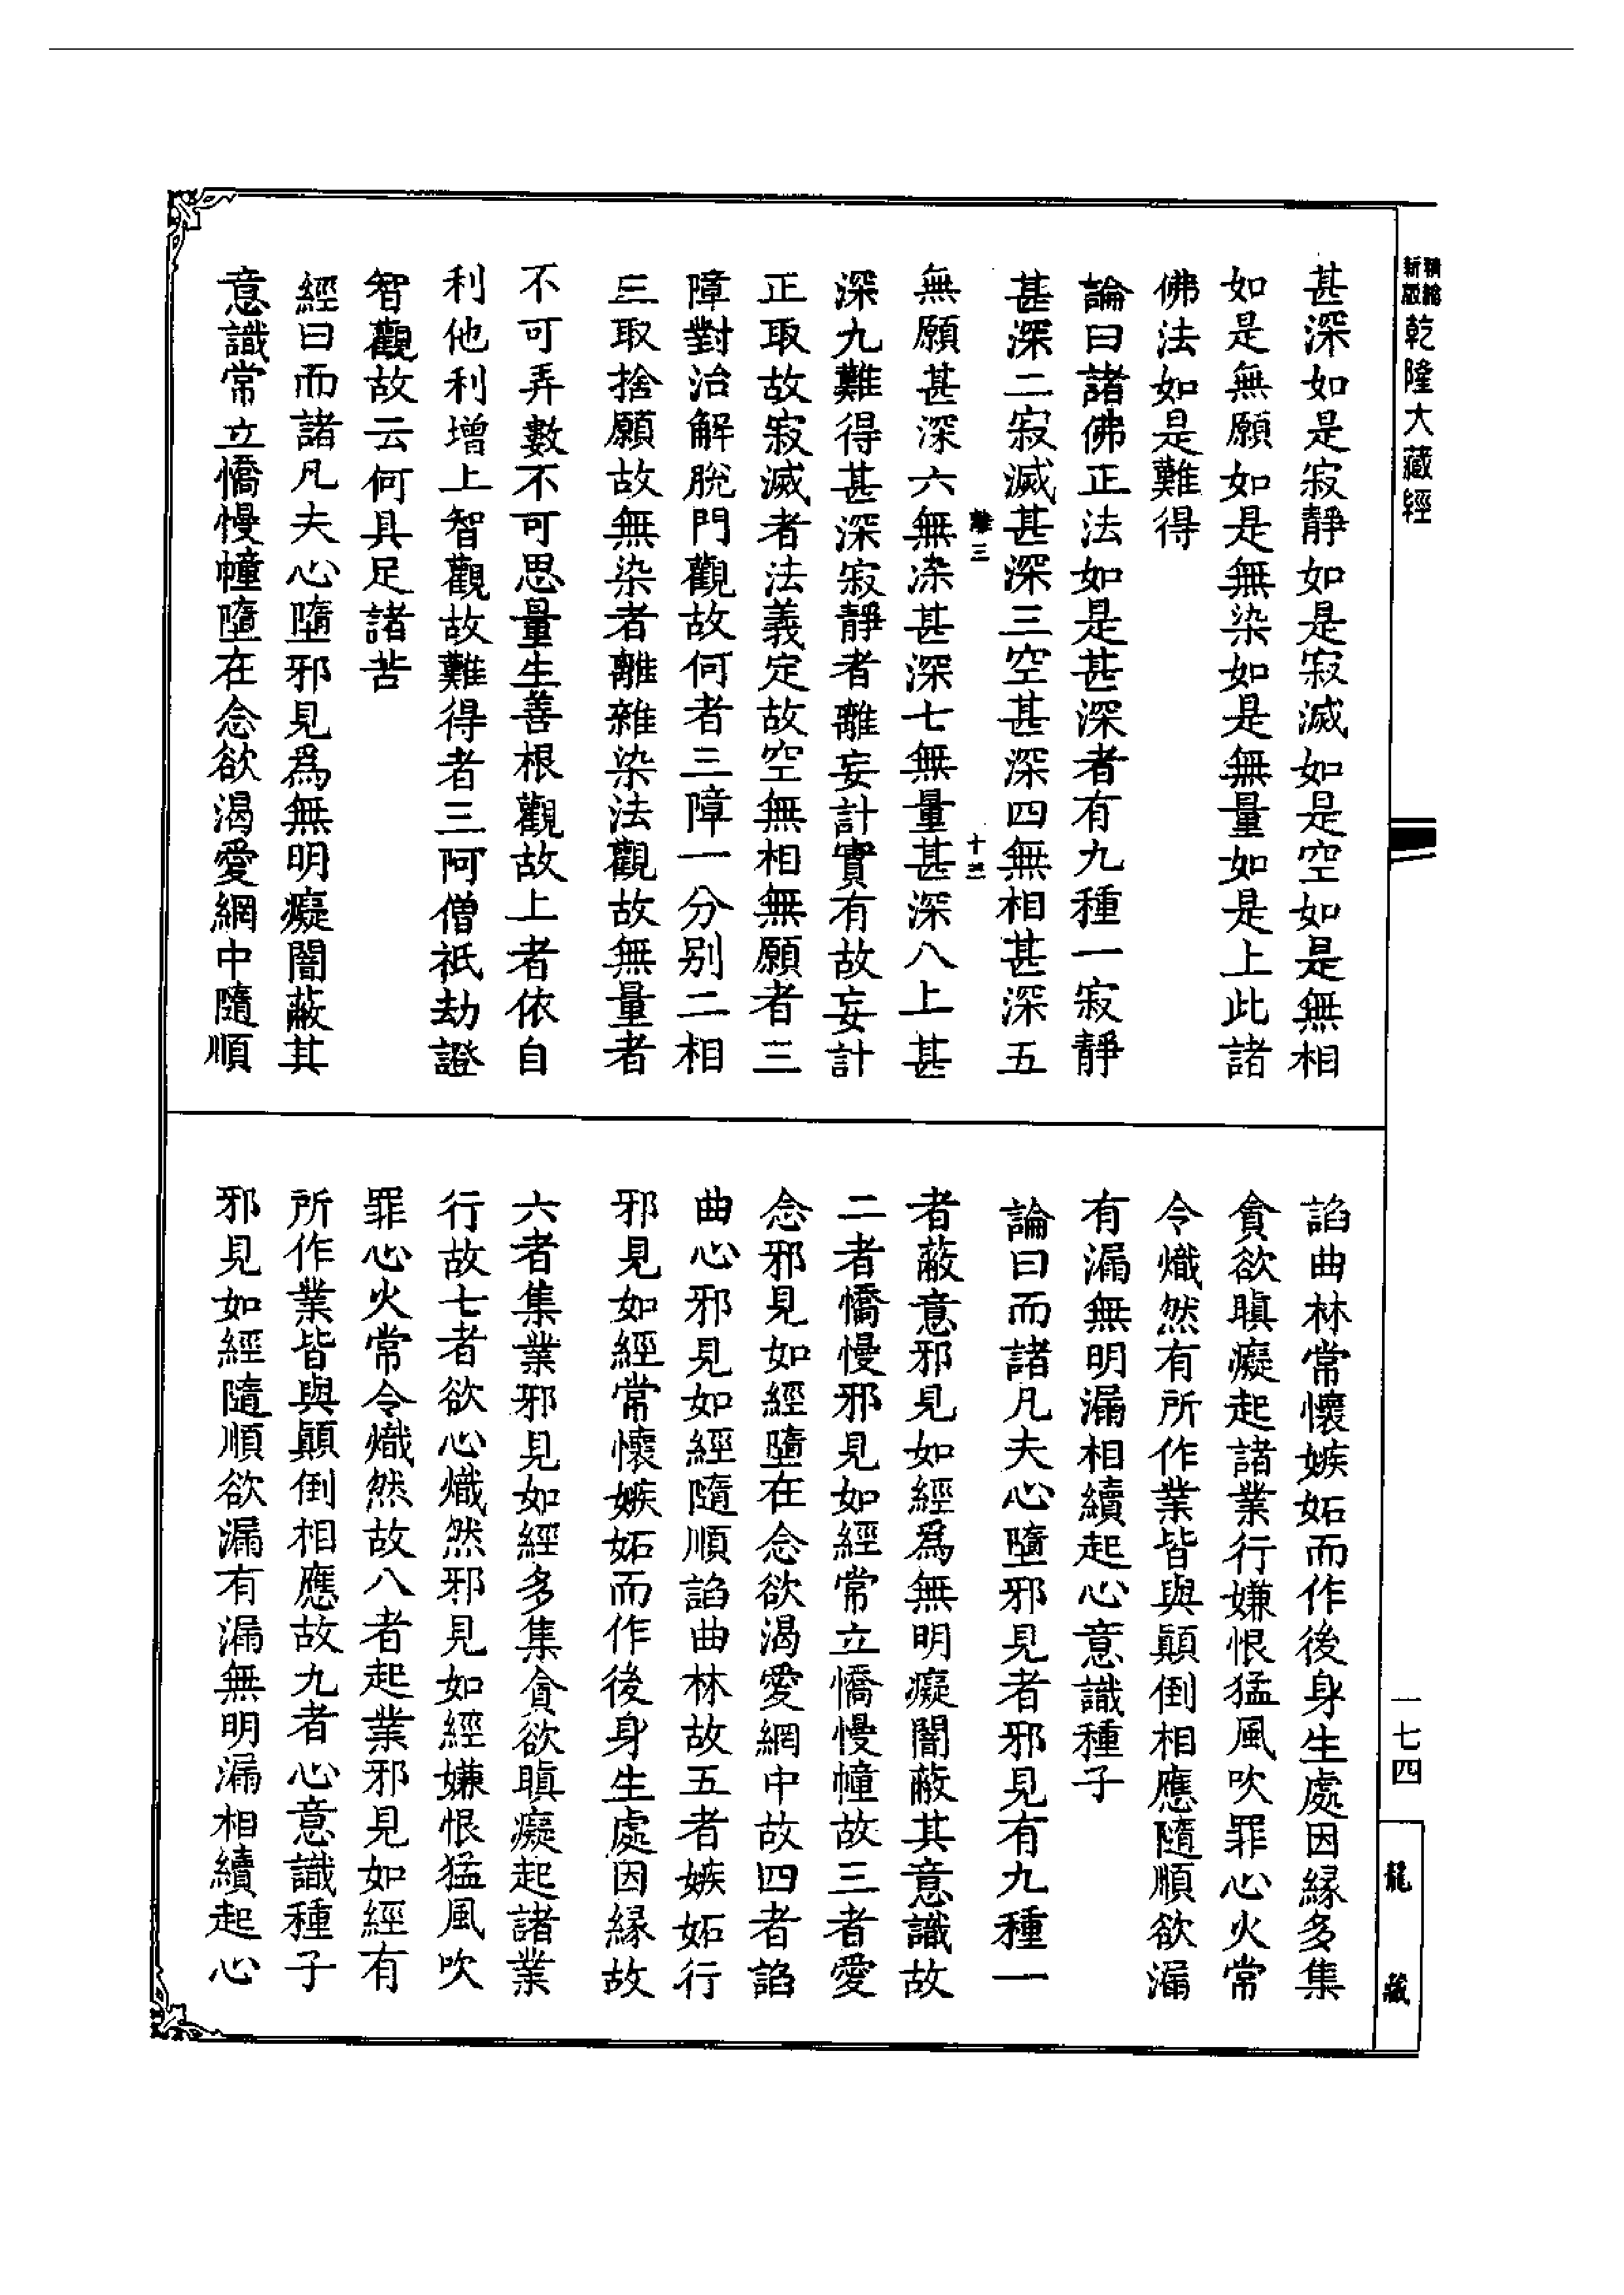 新版精縮乾隆大藏經
甚深如是寂靜如是寂滅如是空如是無相
如是無願如是無染如是無量如是上此諸
佛法如是難得
論曰諸佛正法如是甚深者有九種一寂靜
甚深二寂滅甚深三空甚深四無相甚深五
難三
十三
無願甚深六無染甚深七無量甚深八上甚
深九難得甚深寂靜者離妄計實有故妄計
正取故寂滅者法義定故空無相無願者三
障對治解脫門觀故何者三障一分別二相
三取捨願故無染者離雜染法觀故無量者
不可弄數不可思量生善根觀故上者依自
利他利增上智觀故難得者三阿僧祇劫證
智觀故云何具足諸苦
經曰而諸凡夫心墮邪見爲無明癡闇蔽其
意識常立憍慢幢墮在念欲渴愛網中隨順
諂曲林常懷嫉妬而作後身生處因緣多集
貪欲瞋癡起諸業行嫌恨猛風吹罪心火常
令熾然有所作業皆與顛倒相應隨順欲漏
有漏無明漏相續起心意識種子
論曰而諸凡夫心墮邪見者邪見有九種一
者蔽意邪見如經爲無明癡闇蔽其意識故
二者憍慢邪見如經常立憍慢幢故三者愛
念邪見如經墮在念欲渴愛網中故四者諂
曲心邪見如經隨順諂曲林故五者嫉妬行
邪見如經常懷嫉妬而作後身生處因緣故
六者集業邪見如經多集貪欲瞋癡起諸業
行故七者欲心熾然邪見如經嫌恨猛風吹
罪心火常令熾然故八者起業邪見如經有
所作業皆與顛倒相應故九者心意識種子
邪見如經隨順欲漏有漏無明漏相續起心
一七四
龍藏